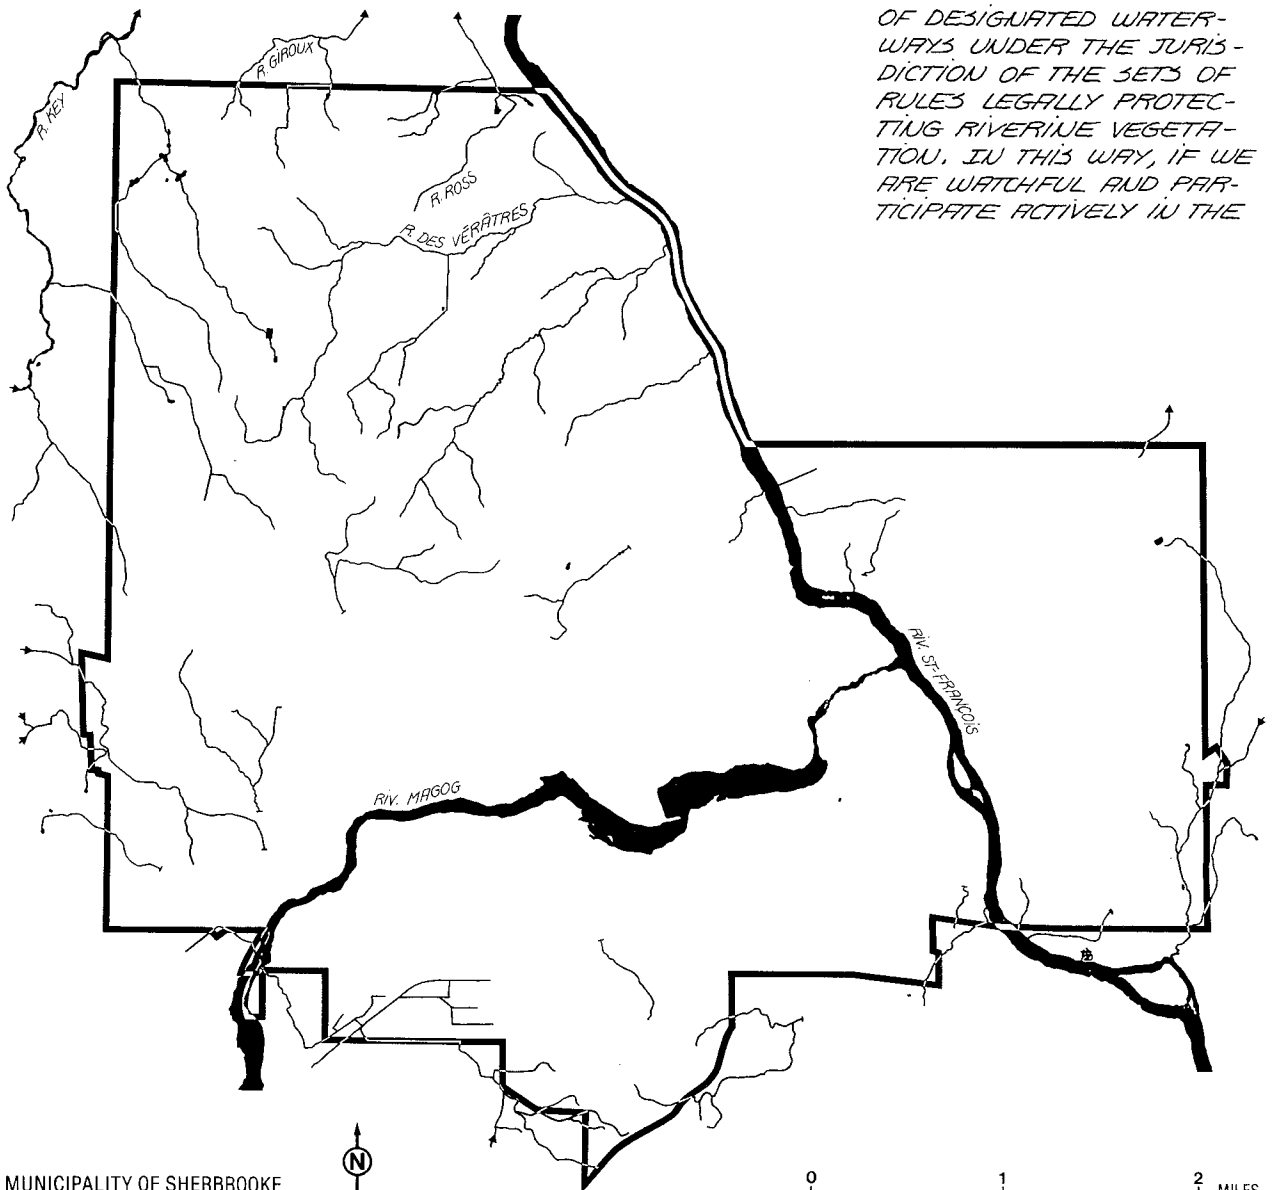 OF DESIGNATED WATER-
WAYS UNDER THE JURIS-
DICTION OF THE SETS OF
RULES LEGALLY PROTEC-
TING RIVERINE VEGETA-
TION. IN THIS WAY, IF WE
ARE WATCHFUL AND PAR-
TICIPATE ACTIVELY IN THE
R. GIROUX
R. KEY
R. ROSS
R. DES VÉRÂTRES
RIV. ST-FRANÇOIS
RIV. MAGOG
N
MUNICIPALITY OF SHERBROOKE
0 1 2 MILES